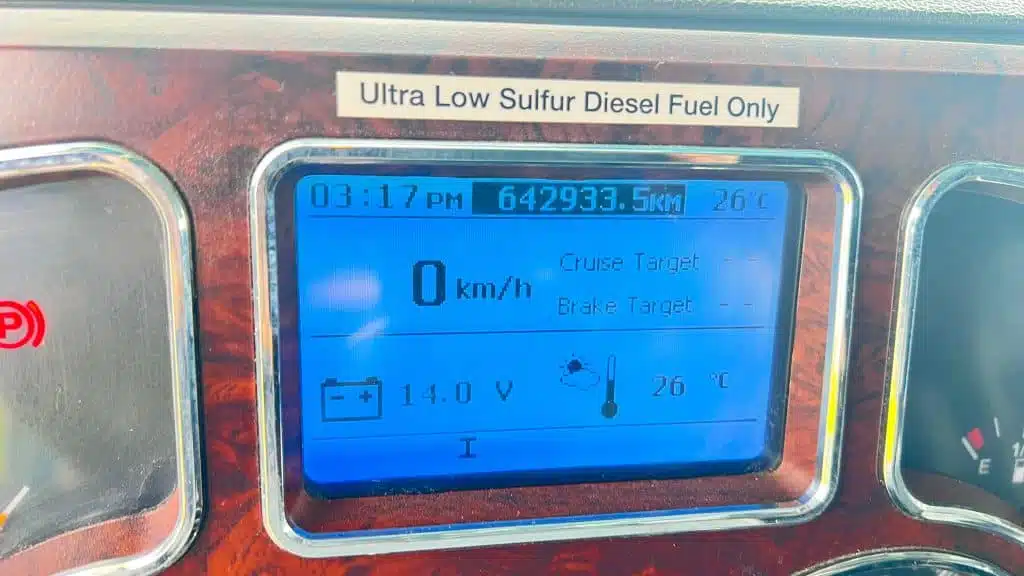 Ultra Low Sulfur Diesel Fuel Only
03:17 PM 642933.5KM 26°C
0 km/h
Cruise Target - -
Brake Target - -
P
- + 14.0 V 26 °C
I
E